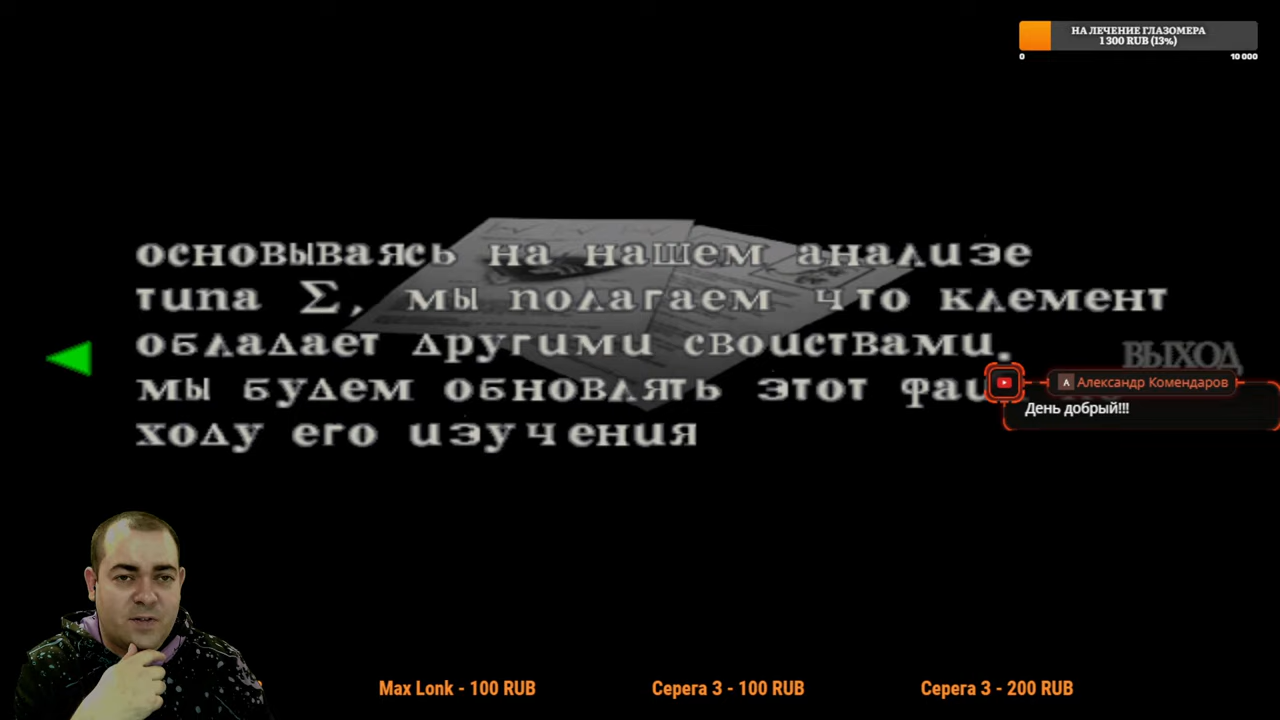 НА ЛЕЧЕНИЕ ГЛАЗОМЕРА
1 300 RUB (13%)
0 10 000
основываясь на нашем анализе
типа Σ, мы полагаем что клемент
обладает другими своиствами.
ВЫХОД
мы будем обновлять этот
ходу его изучения
А Александр Комендаров
День добрый!!!
Max Lonk - 100 RUB
Серега 3 - 100 RUB
Серега 3 - 200 RUB